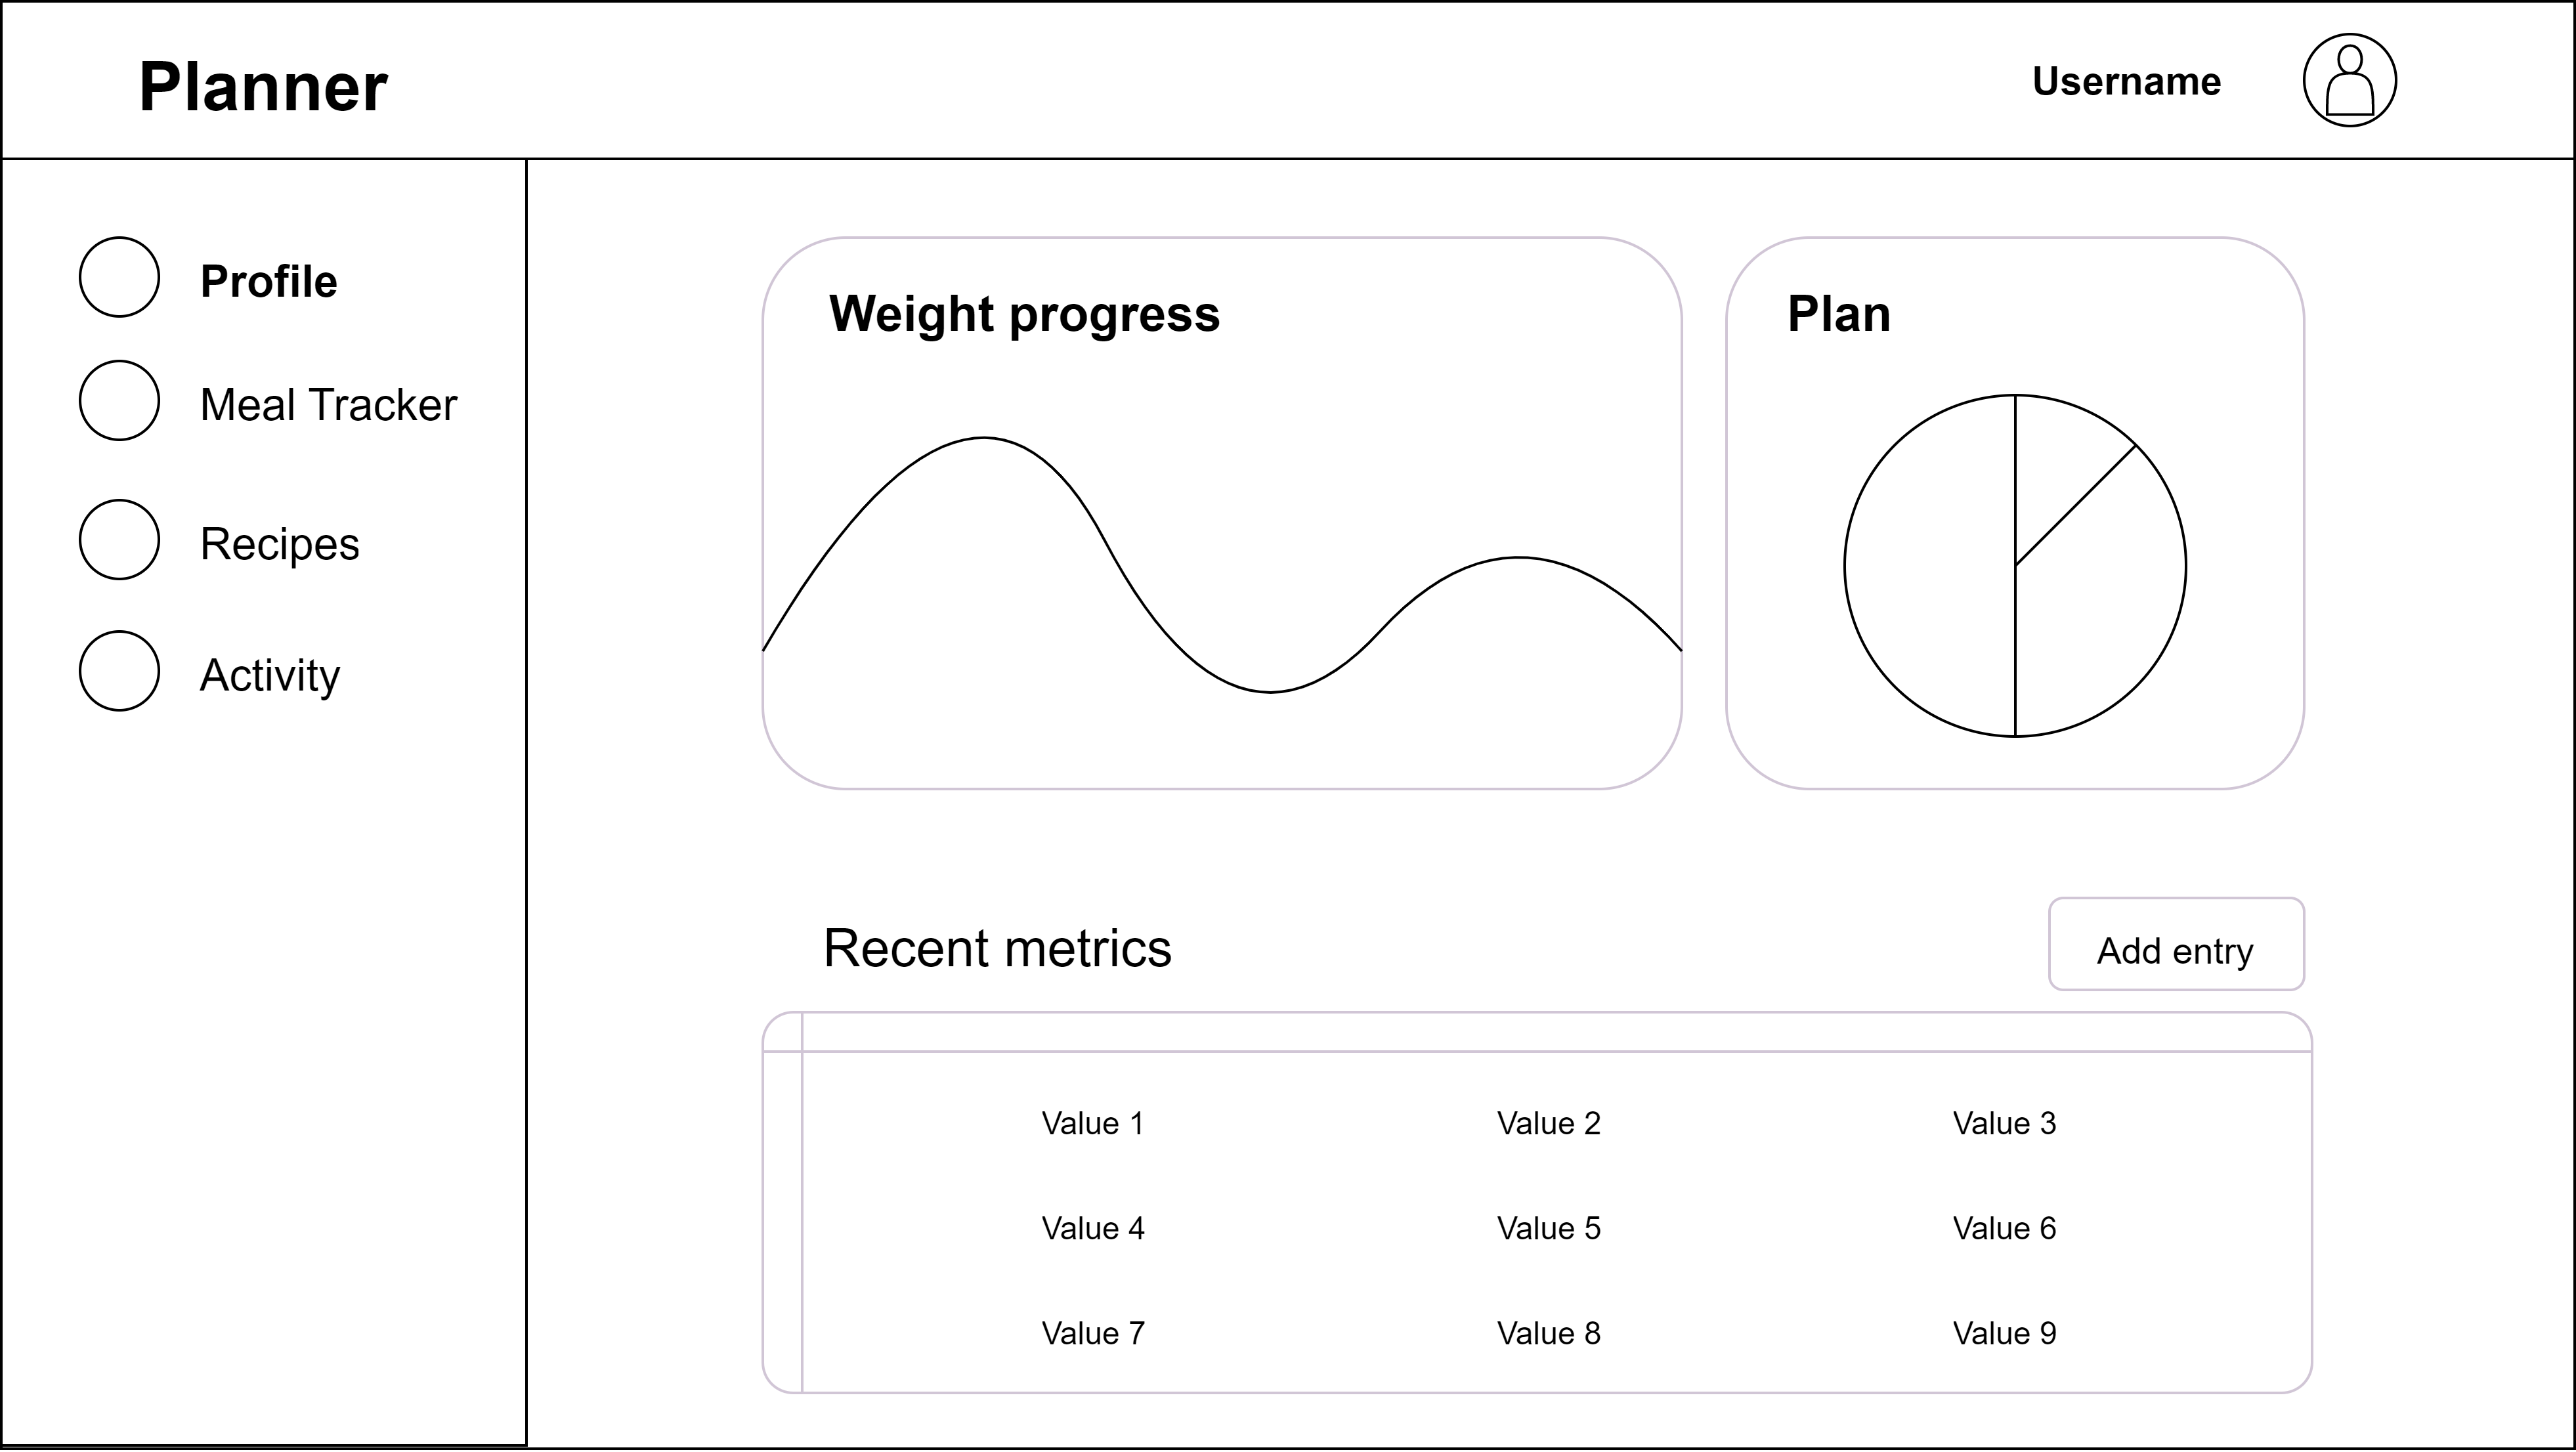 Planner
Username
Profile
Meal Tracker
Recipes
Activity
Weight progress
Plan
Recent metrics
Add entry
Value 1 Value 2 Value 3
Value 4 Value 5 Value 6
Value 7 Value 8 Value 9